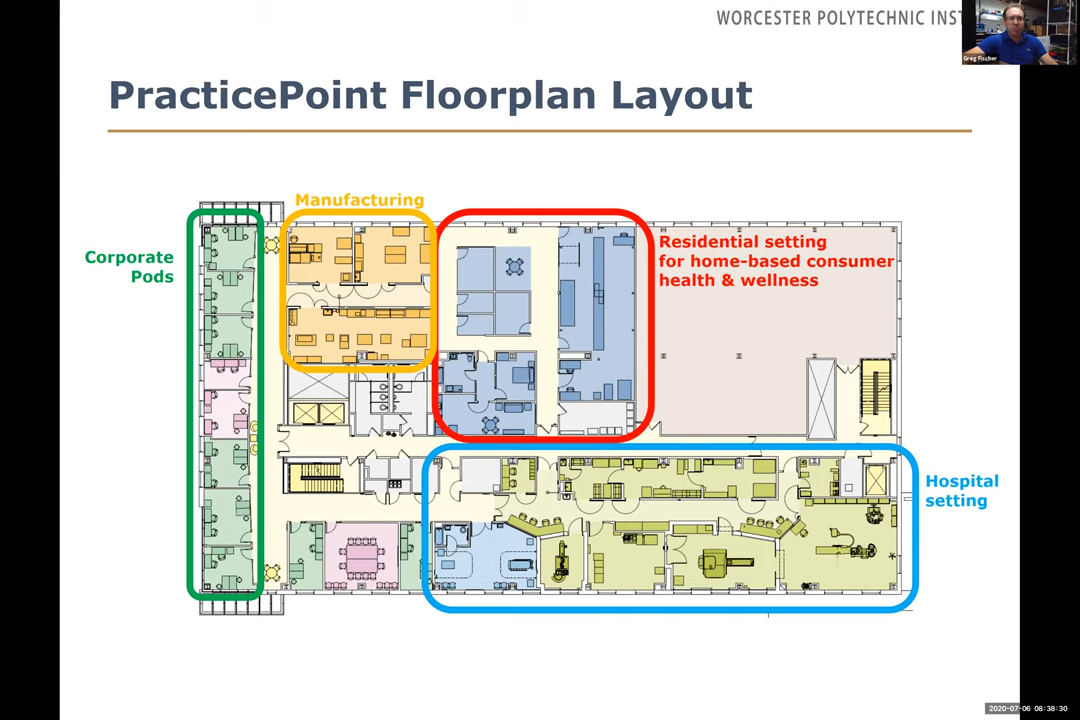 WORCESTER POLYTECHNIC INST
Greg Fischer
PracticePoint Floorplan Layout
Manufacturing
Corporate
Pods
Residential setting
for home-based consumer
health & wellness
Hospital
setting
2020-07-06 08:38:30